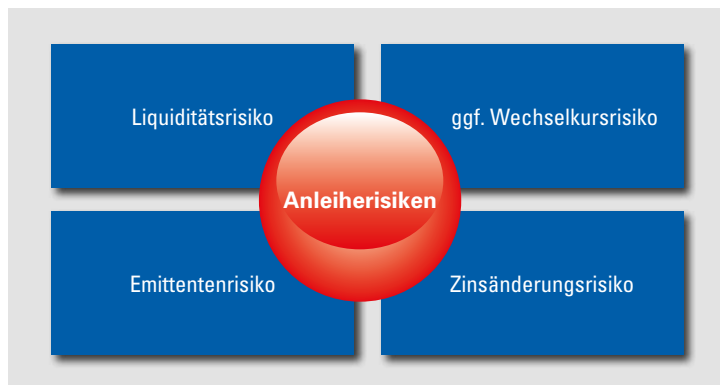 Liquiditätsrisiko
ggf. Wechselkursrisiko
Anleiherisiken
Emittentenrisiko
Zinsänderungsrisiko